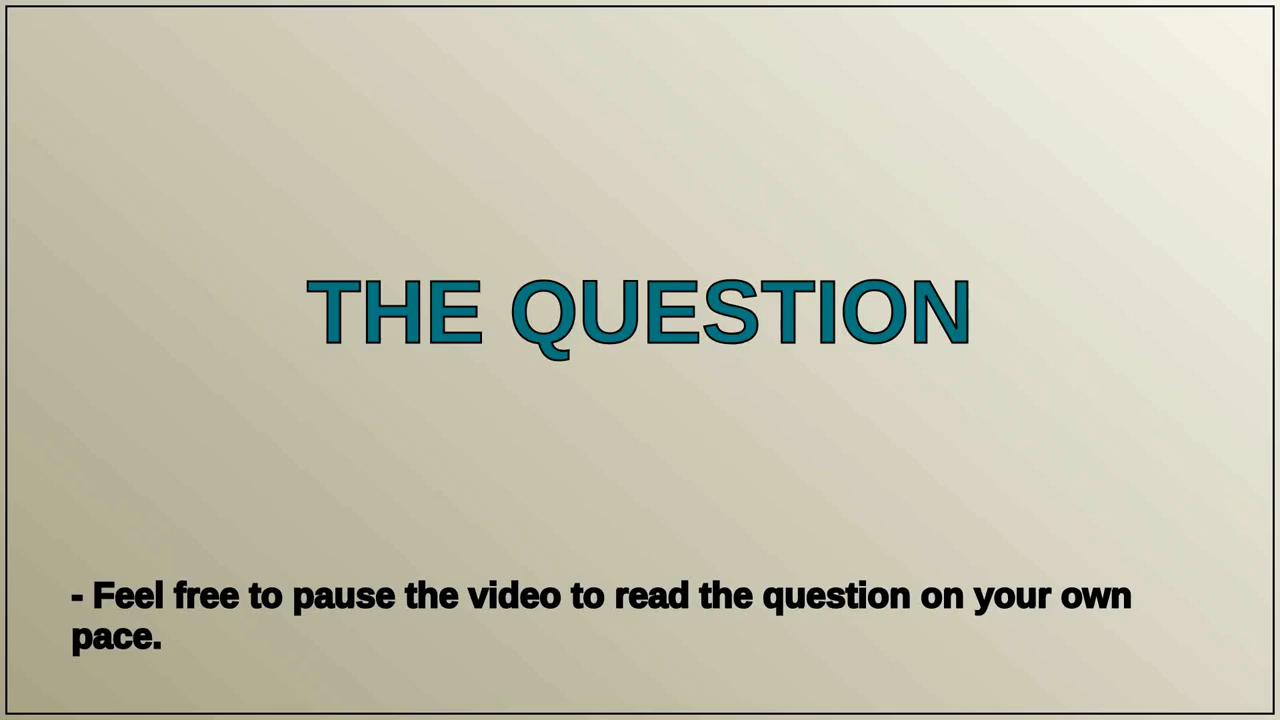 THE QUESTION
- Feel free to pause the video to read the question on your own
pace.